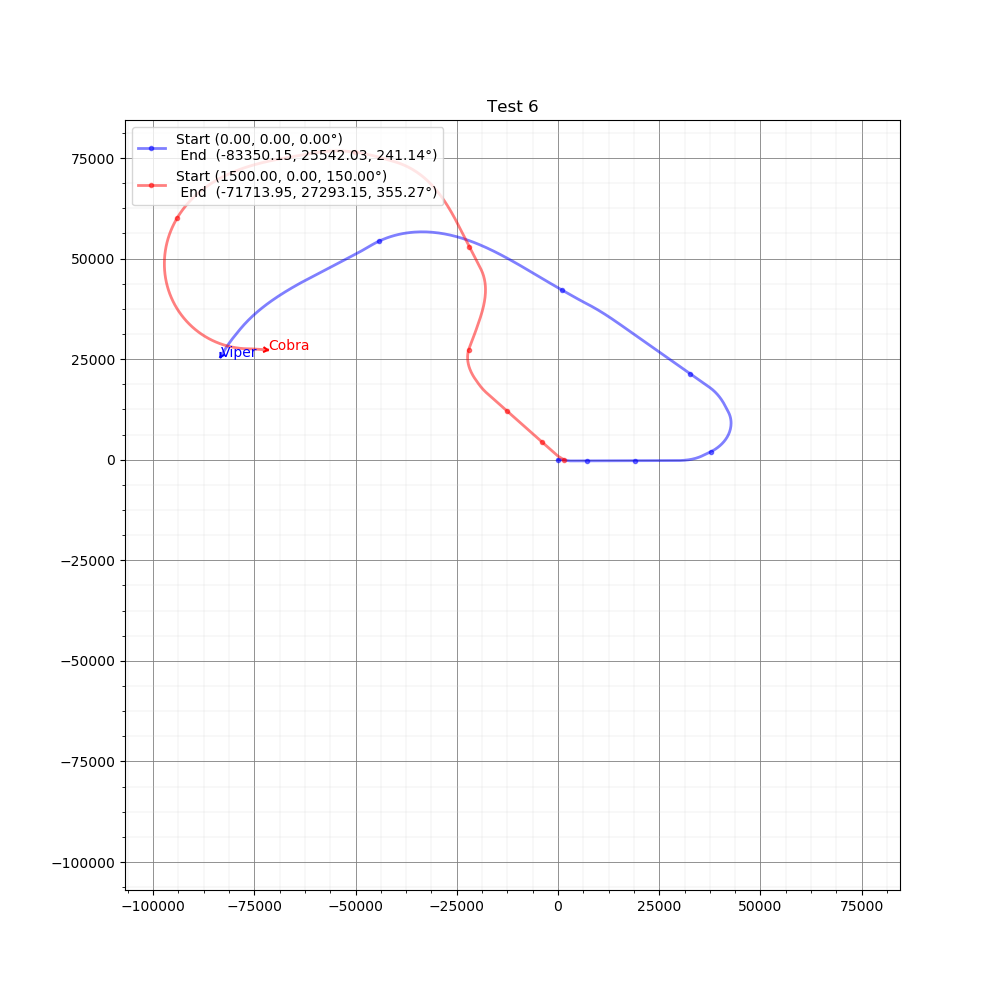 Test 6
Start (0.00, 0.00, 0.00°)
End (-83350.15, 25542.03, 241.14°)
Start (1500.00, 0.00, 150.00°)
End (-71713.95, 27293.15, 355.27°)
75000
50000
25000
0
−25000
−50000
−75000
−100000
Viper
Cobra
−100000 −75000 −50000 −25000 0 25000 50000 75000